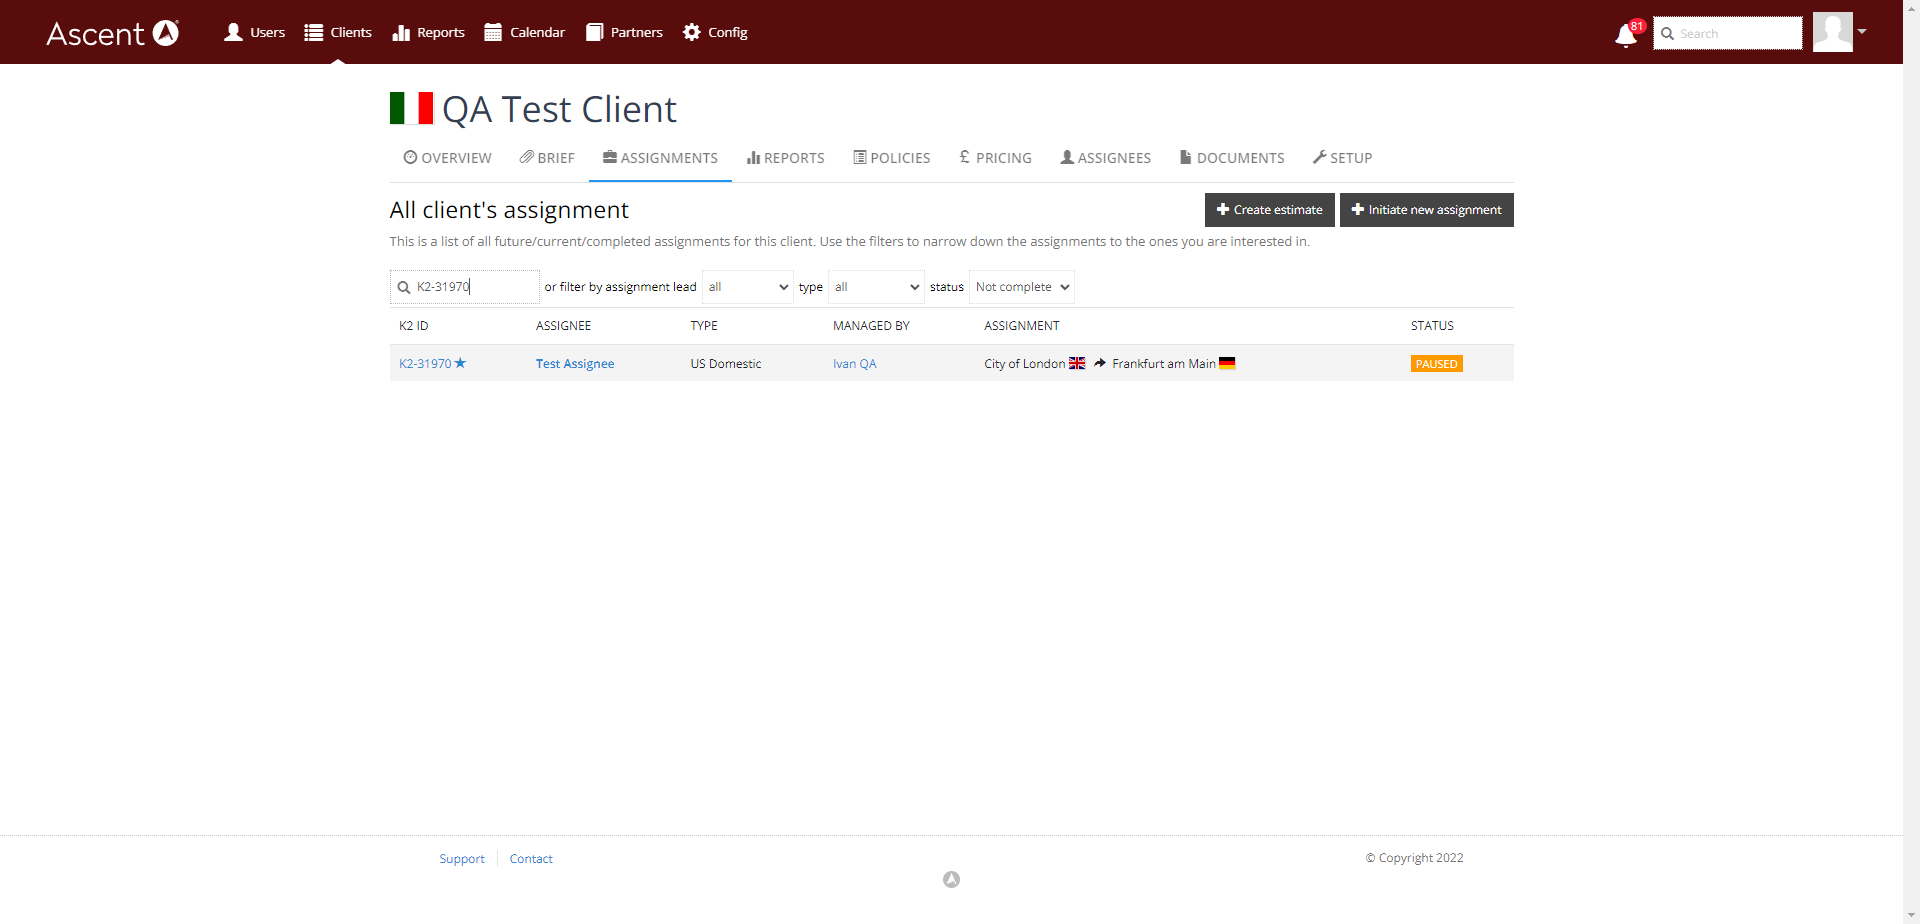 Ascent Users Clients Reports Calendar Partners Config 81 Search
QA Test Client
OVERVIEW BRIEF ASSIGNMENTS REPORTS POLICIES £ PRICING ASSIGNEES DOCUMENTS SETUP
All client's assignment Create estimate Initiate new assignment
This is a list of all future/current/completed assignments for this client. Use the filters to narrow down the assignments to the ones you are interested in.
K2-31970 or filter by assignment lead all type all status Not complete
K2 ID ASSIGNEE TYPE MANAGED BY ASSIGNMENT STATUS
K2-31970 Test Assignee US Domestic Ivan QA City of London Frankfurt am Main PAUSED
Support Contact © Copyright 2022